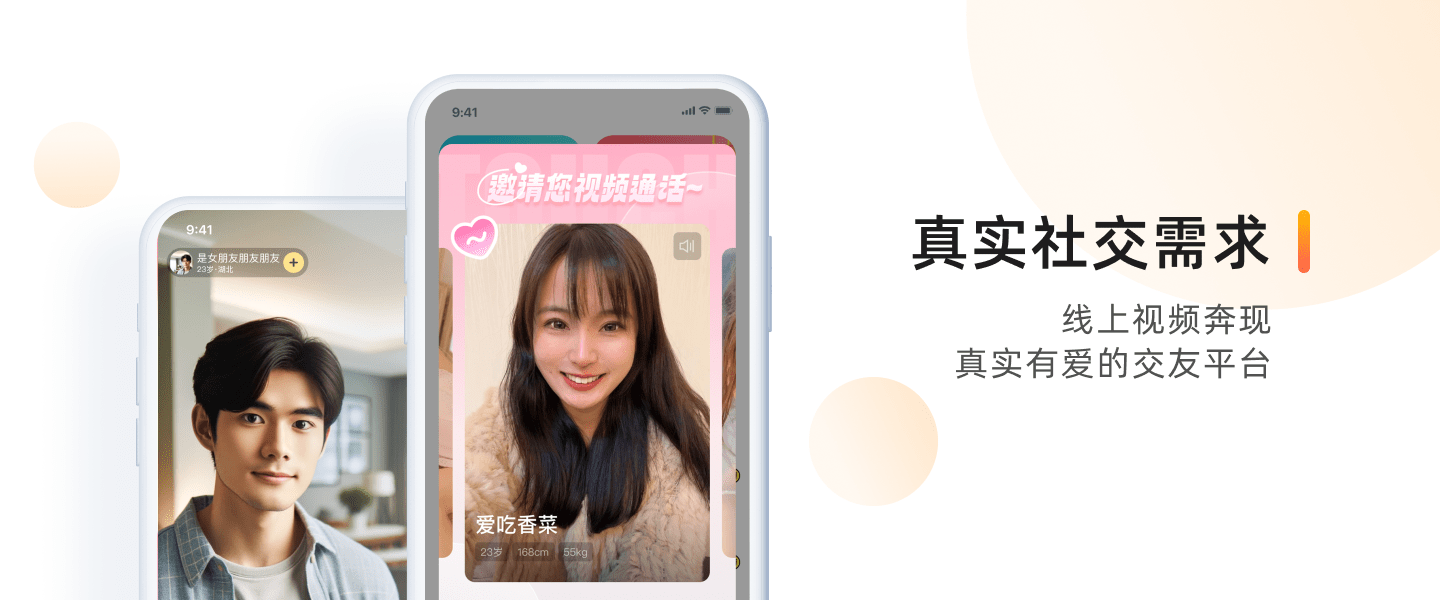 9:41
是女朋友朋友朋友
23岁·湖北
9:41
邀请您视频通话~
爱吃香菜
23岁 168cm 55kg
真实社交需求
线上视频奔现
真实有爱的交友平台